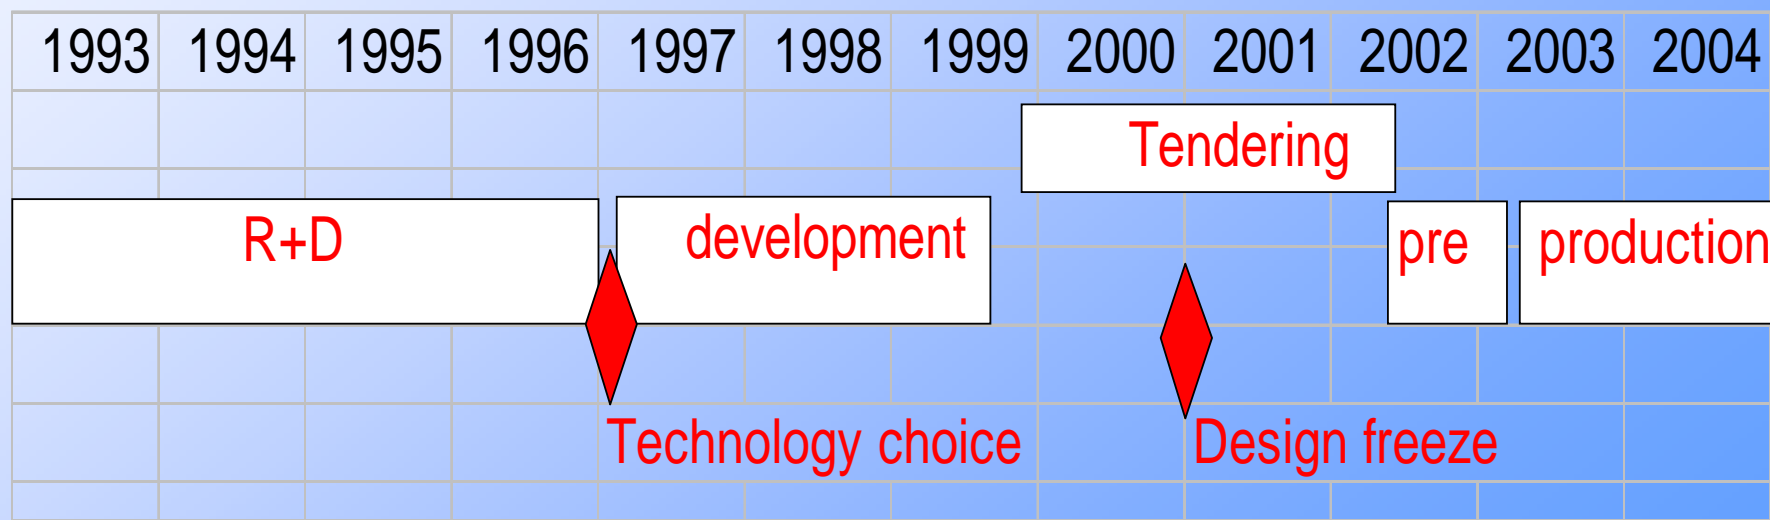 1993 1994 1995 1996 1997 1998 1999 2000 2001 2002 2003 2004
Tendering
R+D development pre production
Technology choice Design freeze